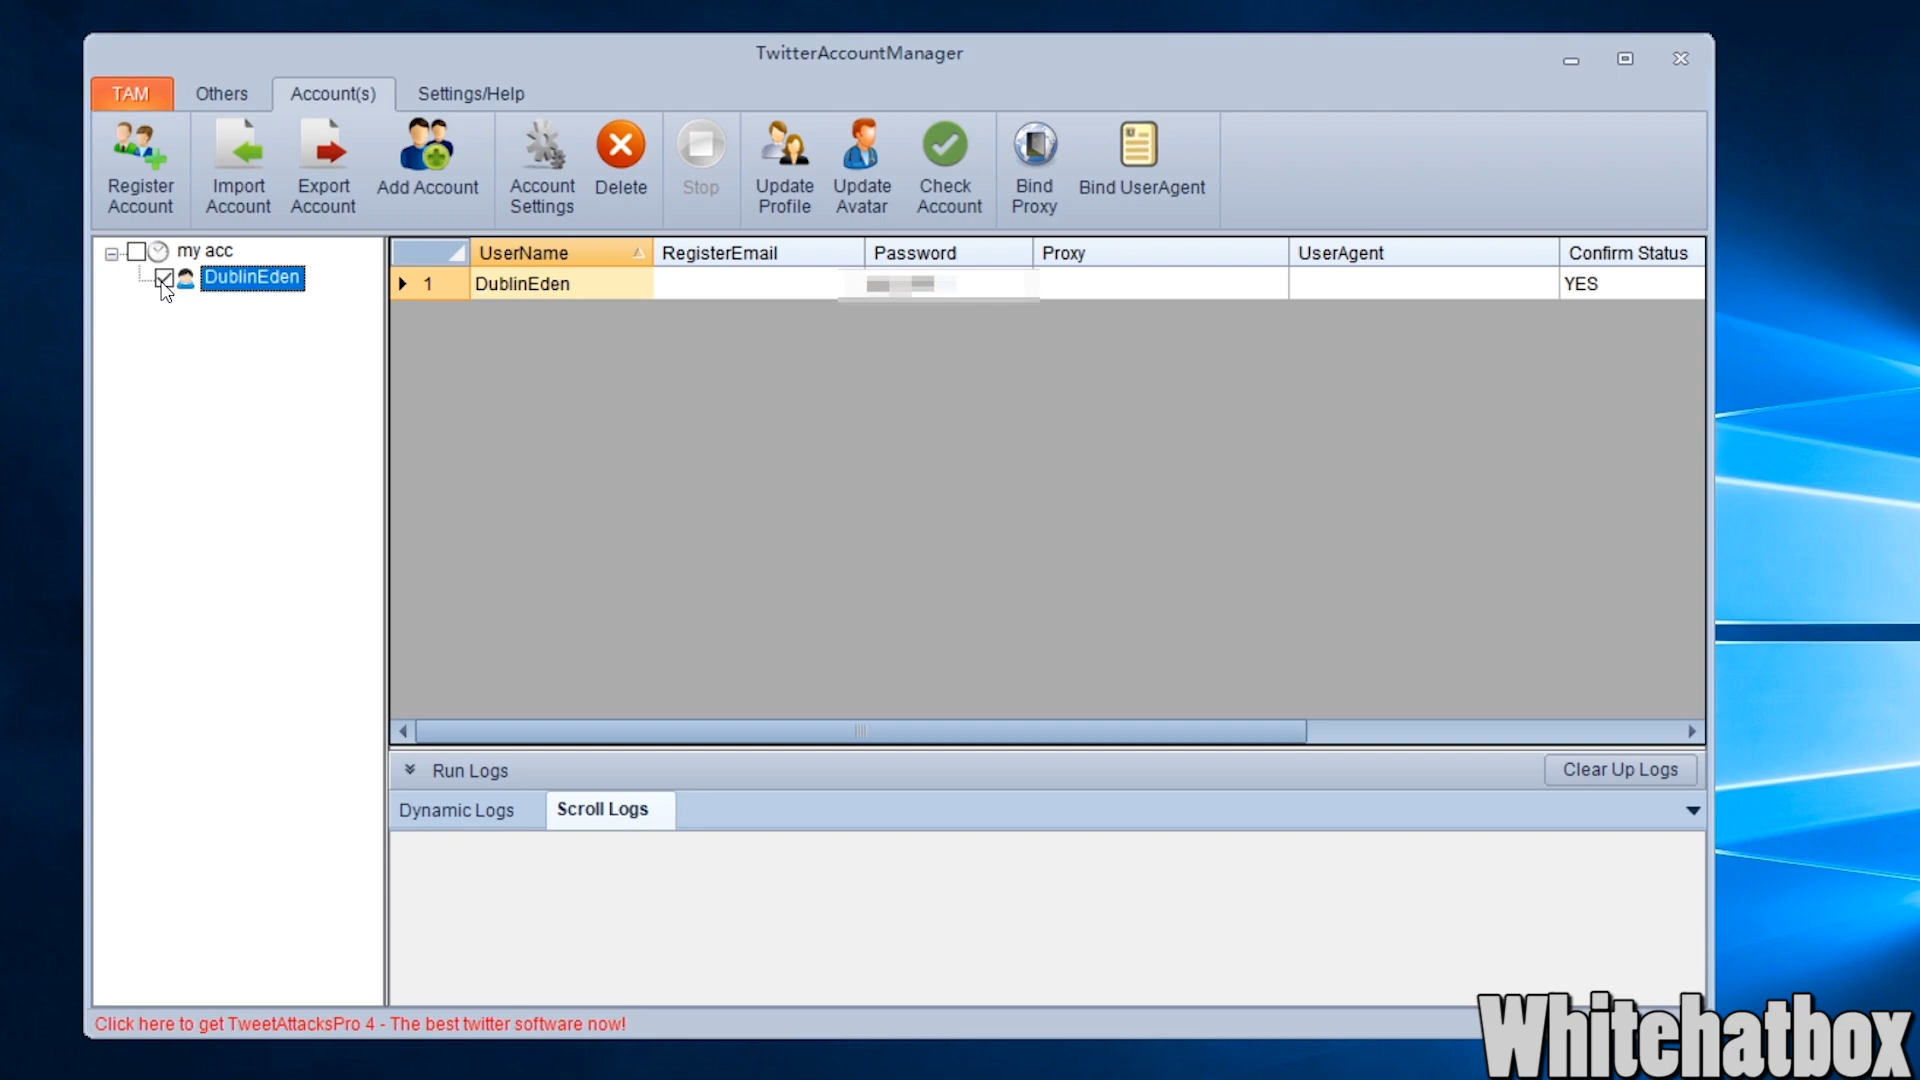 TwitterAccountManager
TAM
Others
Account(s)
Settings/Help
Register
Account
Import
Account
Export
Account
Add Account
Account
Settings
Delete
Stop
Update
Profile
Update
Avatar
Check
Account
Bind
Proxy
Bind UserAgent
my acc
DublinEden
UserName
RegisterEmail
Password
Proxy
UserAgent
Confirm Status
1
DublinEden
YES
Run Logs
Clear Up Logs
Dynamic Logs
Scroll Logs
Click here to get TweetAttacksPro 4 - The best twitter software now!
Whitehatbox